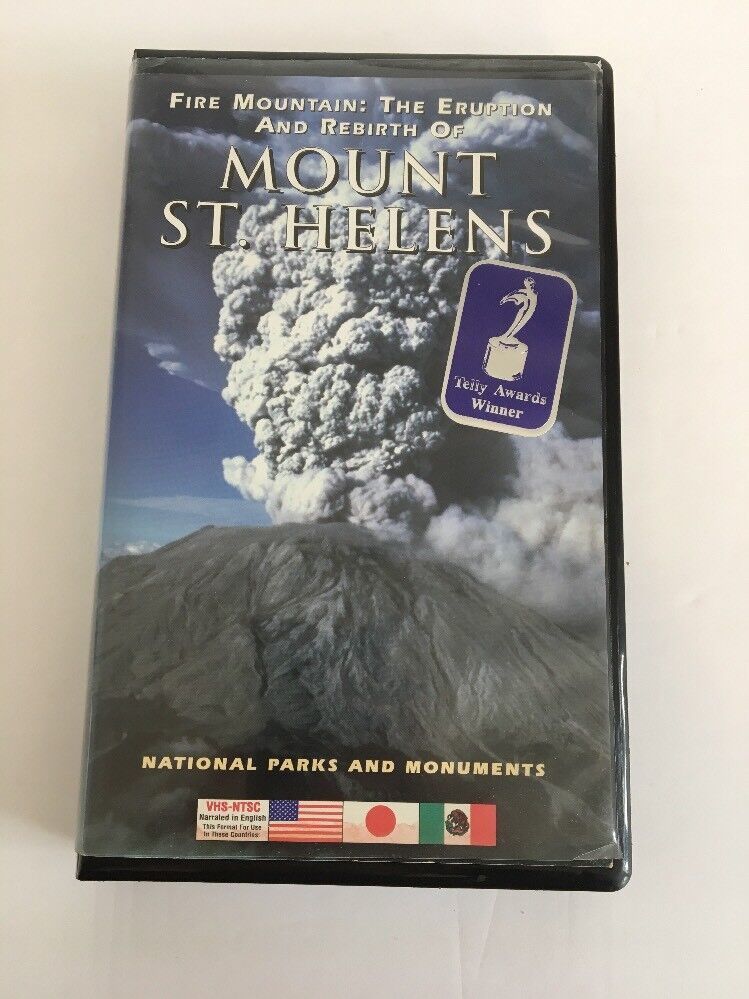 FIRE MOUNTAIN: THE ERUPTION
AND REBIRTH OF
MOUNT
ST. HELENS
Telly Awards
Winner
NATIONAL PARKS AND MONUMENTS
VHS-NTSC
Narrated in English
This Format For Use
In These Countries: